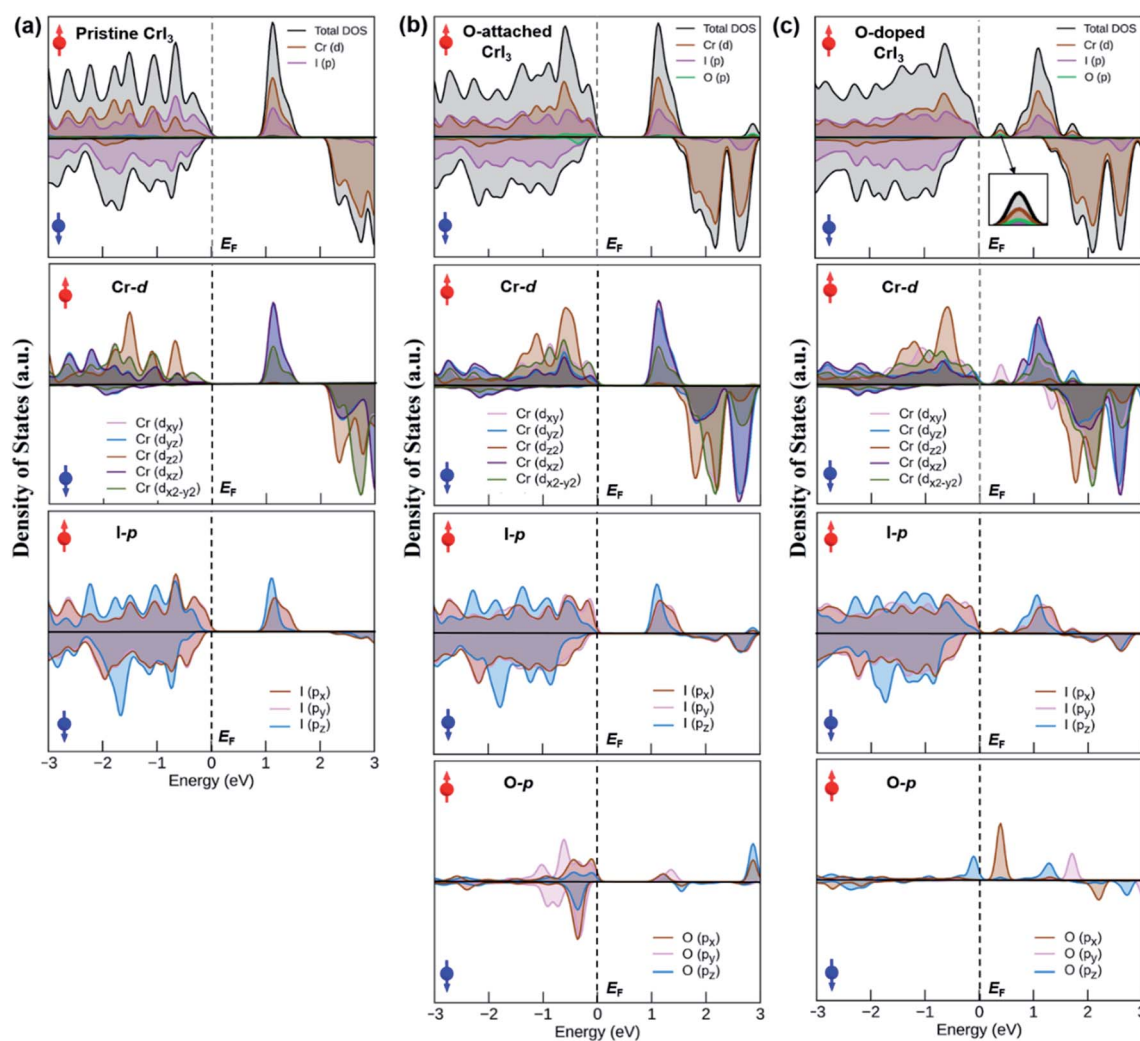 (a)
Pristine CrI3
Total DOS
Cr (d)
I (p)
EF
Cr-d
Cr (dxy)
Cr (dyz)
Cr (dz2)
Cr (dxz)
Cr (dx2-y2)
EF
I-p
I (px)
I (py)
I (pz)
EF
−3 −2 −1 0 1 2 3
Energy (eV)
Density of States (a.u.)
(b)
O-attached
CrI3
Total DOS
Cr (d)
I (p)
O (p)
EF
Cr-d
Cr (dxy)
Cr (dyz)
Cr (dz2)
Cr (dxz)
Cr (dx2-y2)
EF
I-p
I (px)
I (py)
I (pz)
EF
O-p
O (px)
O (py)
O (pz)
EF
−3 −2 −1 0 1 2 3
Energy (eV)
Density of States (a.u.)
(c)
O-doped
CrI3
Total DOS
Cr (d)
I (p)
O (p)
EF
Cr-d
Cr (dxy)
Cr (dyz)
Cr (dz2)
Cr (dxz)
Cr (dx2-y2)
EF
I-p
I (px)
I (py)
I (pz)
EF
O-p
O (px)
O (py)
O (pz)
EF
−3 −2 −1 0 1 2 3
Energy (eV)
Density of States (a.u.)